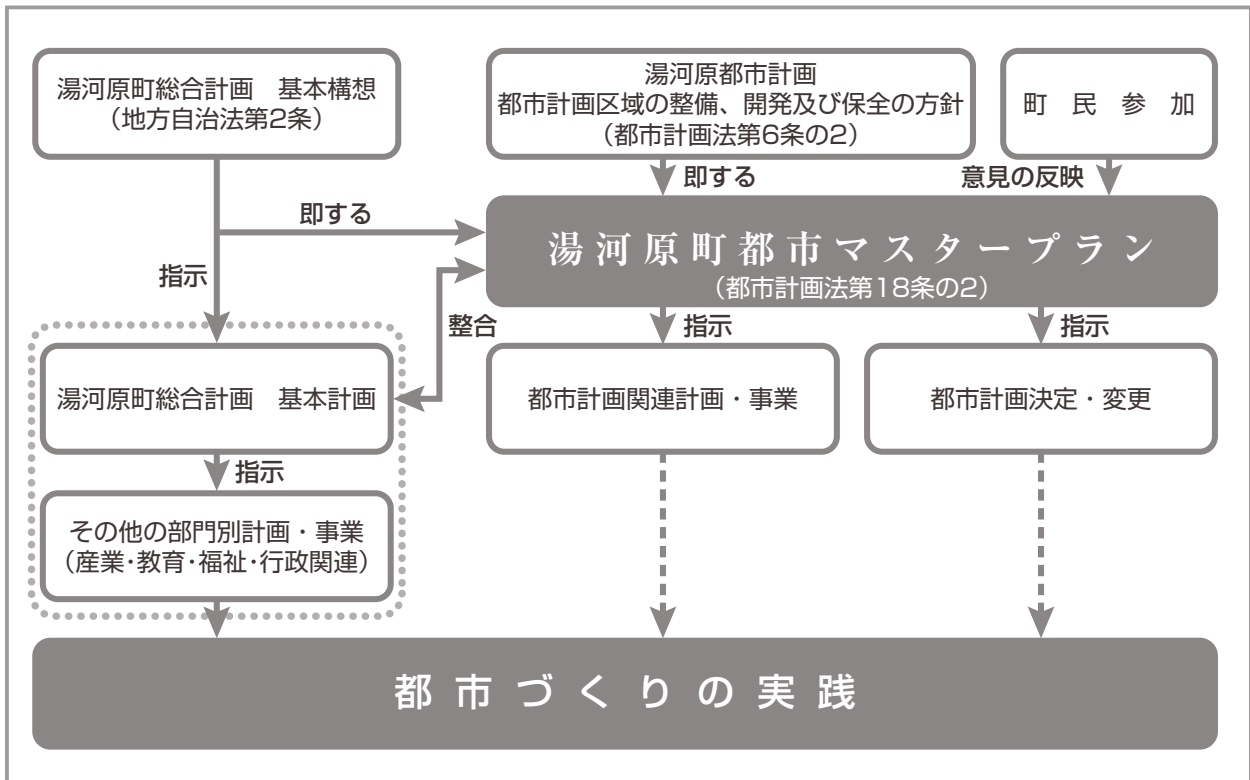 湯河原町総合計画　基本構想
（地方自治法第2条）
湯河原都市計画
都市計画区域の整備、開発及び保全の方針
（都市計画法第6条の2）
町　民　参　加
即する
意見の反映
即する
湯河原町都市マスタープラン
（都市計画法第18条の2）
指示
整合
指示
指示
湯河原町総合計画　基本計画
都市計画関連計画・事業
都市計画決定・変更
指示
その他の部門別計画・事業
（産業・教育・福祉・行政関連）
都市づくりの実践